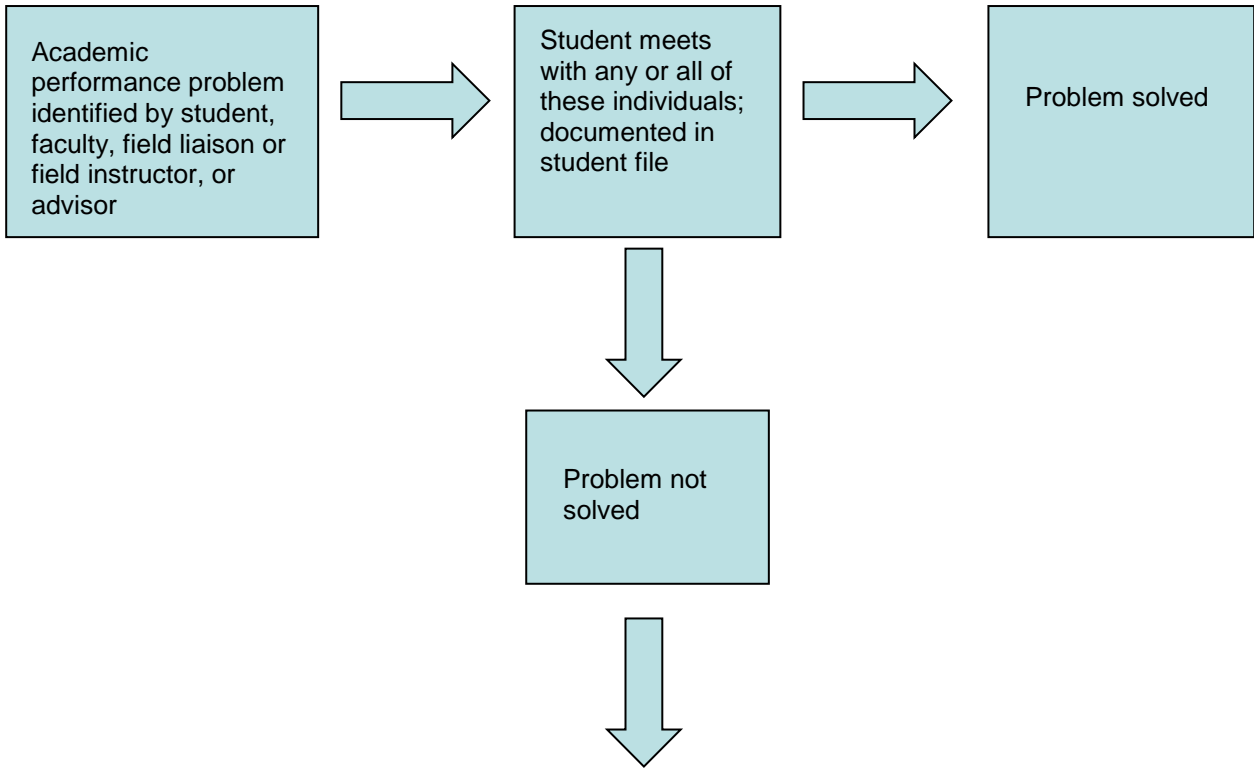 Academic
performance problem
identified by student,
faculty, field liaison or
field instructor, or
advisor
Student meets
with any or all of
these individuals;
documented in
student file
Problem solved
Problem not
solved